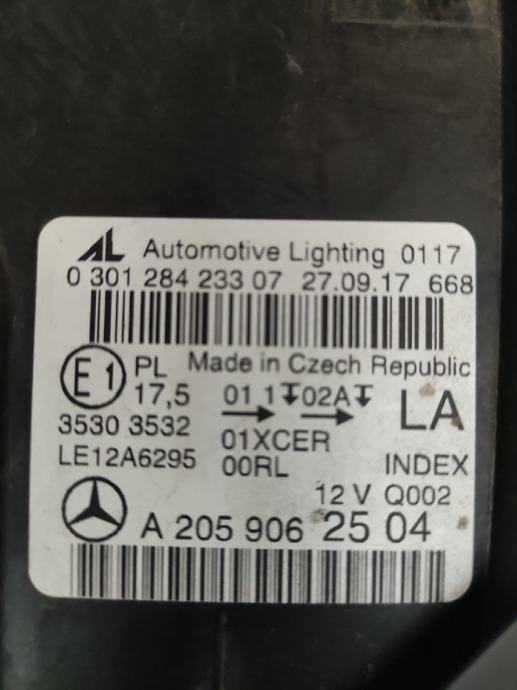 AL Automotive Lighting 0117
0 301 284 233 07 27.09.17 668
E1 PL Made in Czech Republic
17,5 01 1 02A LA
3530 3532 01XCER
LE12A6295 00RL INDEX
12 V Q002
A 205 906 25 04